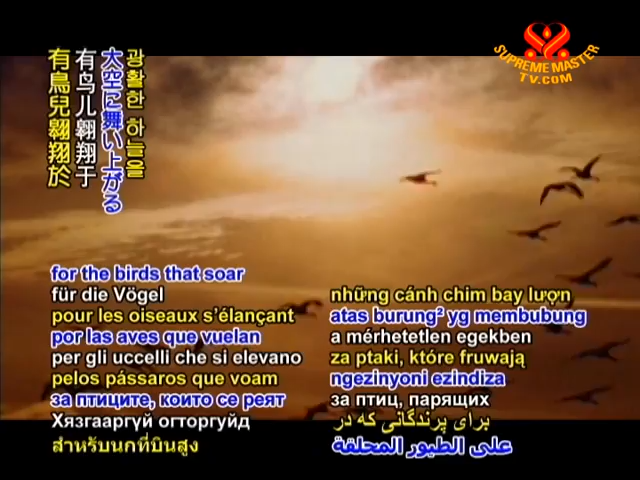 SUPREME MASTER
TV.COM
광활한 하늘을
大空に舞い上がる
有鸟儿翱翔于
有鳥兒翱翔於
for the birds that soar
für die Vögel
pour les oiseaux s'élançant
por las aves que vuelan
per gli uccelli che si elevano
pelos pássaros que voam
за птиците, които се реят
Хязгааргүй огторгуйд
สำหรับนกที่บินสูง
những cánh chim bay lượn
atas burung² yg membubung
a mérhetetlen egekben
za ptaki, które fruwają
ngezinyoni ezindiza
за птиц, парящих
برای پرندگانی که در
على الطيور المحلقة